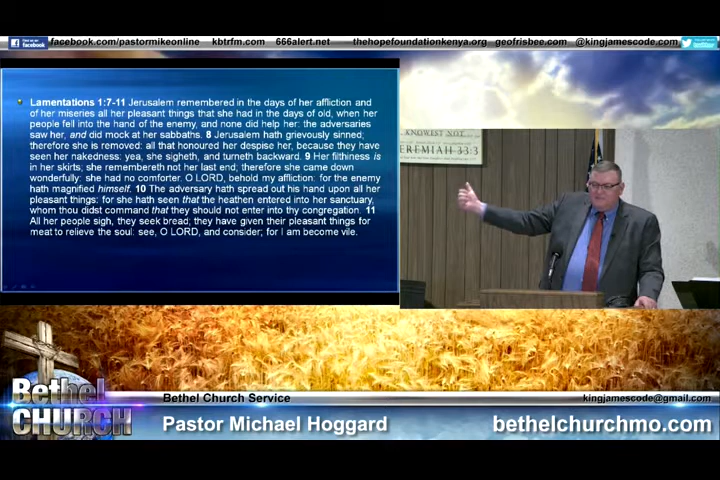 facebook.com/pastormikeonline kbtrfm.com 666alert.net thehopefoundationkenya.org geofrisbee.com @kingjamescode.com
Lamentations 1:7-11 Jerusalem remembered in the days of her affliction and
of her miseries all her pleasant things that she had in the days of old, when her
people fell into the hand of the enemy, and none did help her: the adversaries
saw her, and did mock at her sabbaths. 8 Jerusalem hath grievously sinned;
therefore she is removed: all that honoured her despise her, because they have
seen her nakedness: yea, she sigheth, and turneth backward. 9 Her filthiness is
in her skirts; she remembereth not her last end; therefore she came down
wonderfully: she had no comforter. O LORD, behold my affliction: for the enemy
hath magnified himself. 10 The adversary hath spread out his hand upon all her
pleasant things: for she hath seen that the heathen entered into her sanctuary,
whom thou didst command that they should not enter into thy congregation. 11
All her people sigh, they seek bread; they have given their pleasant things for
meat to relieve the soul: see, O LORD, and consider; for I am become vile.
KNOWEST NOT
JEREMIAH 33:3
Bethel
CHURCH
Bethel Church Service
kingjamescode@gmail.com
Pastor Michael Hoggard
bethelchurchmo.com